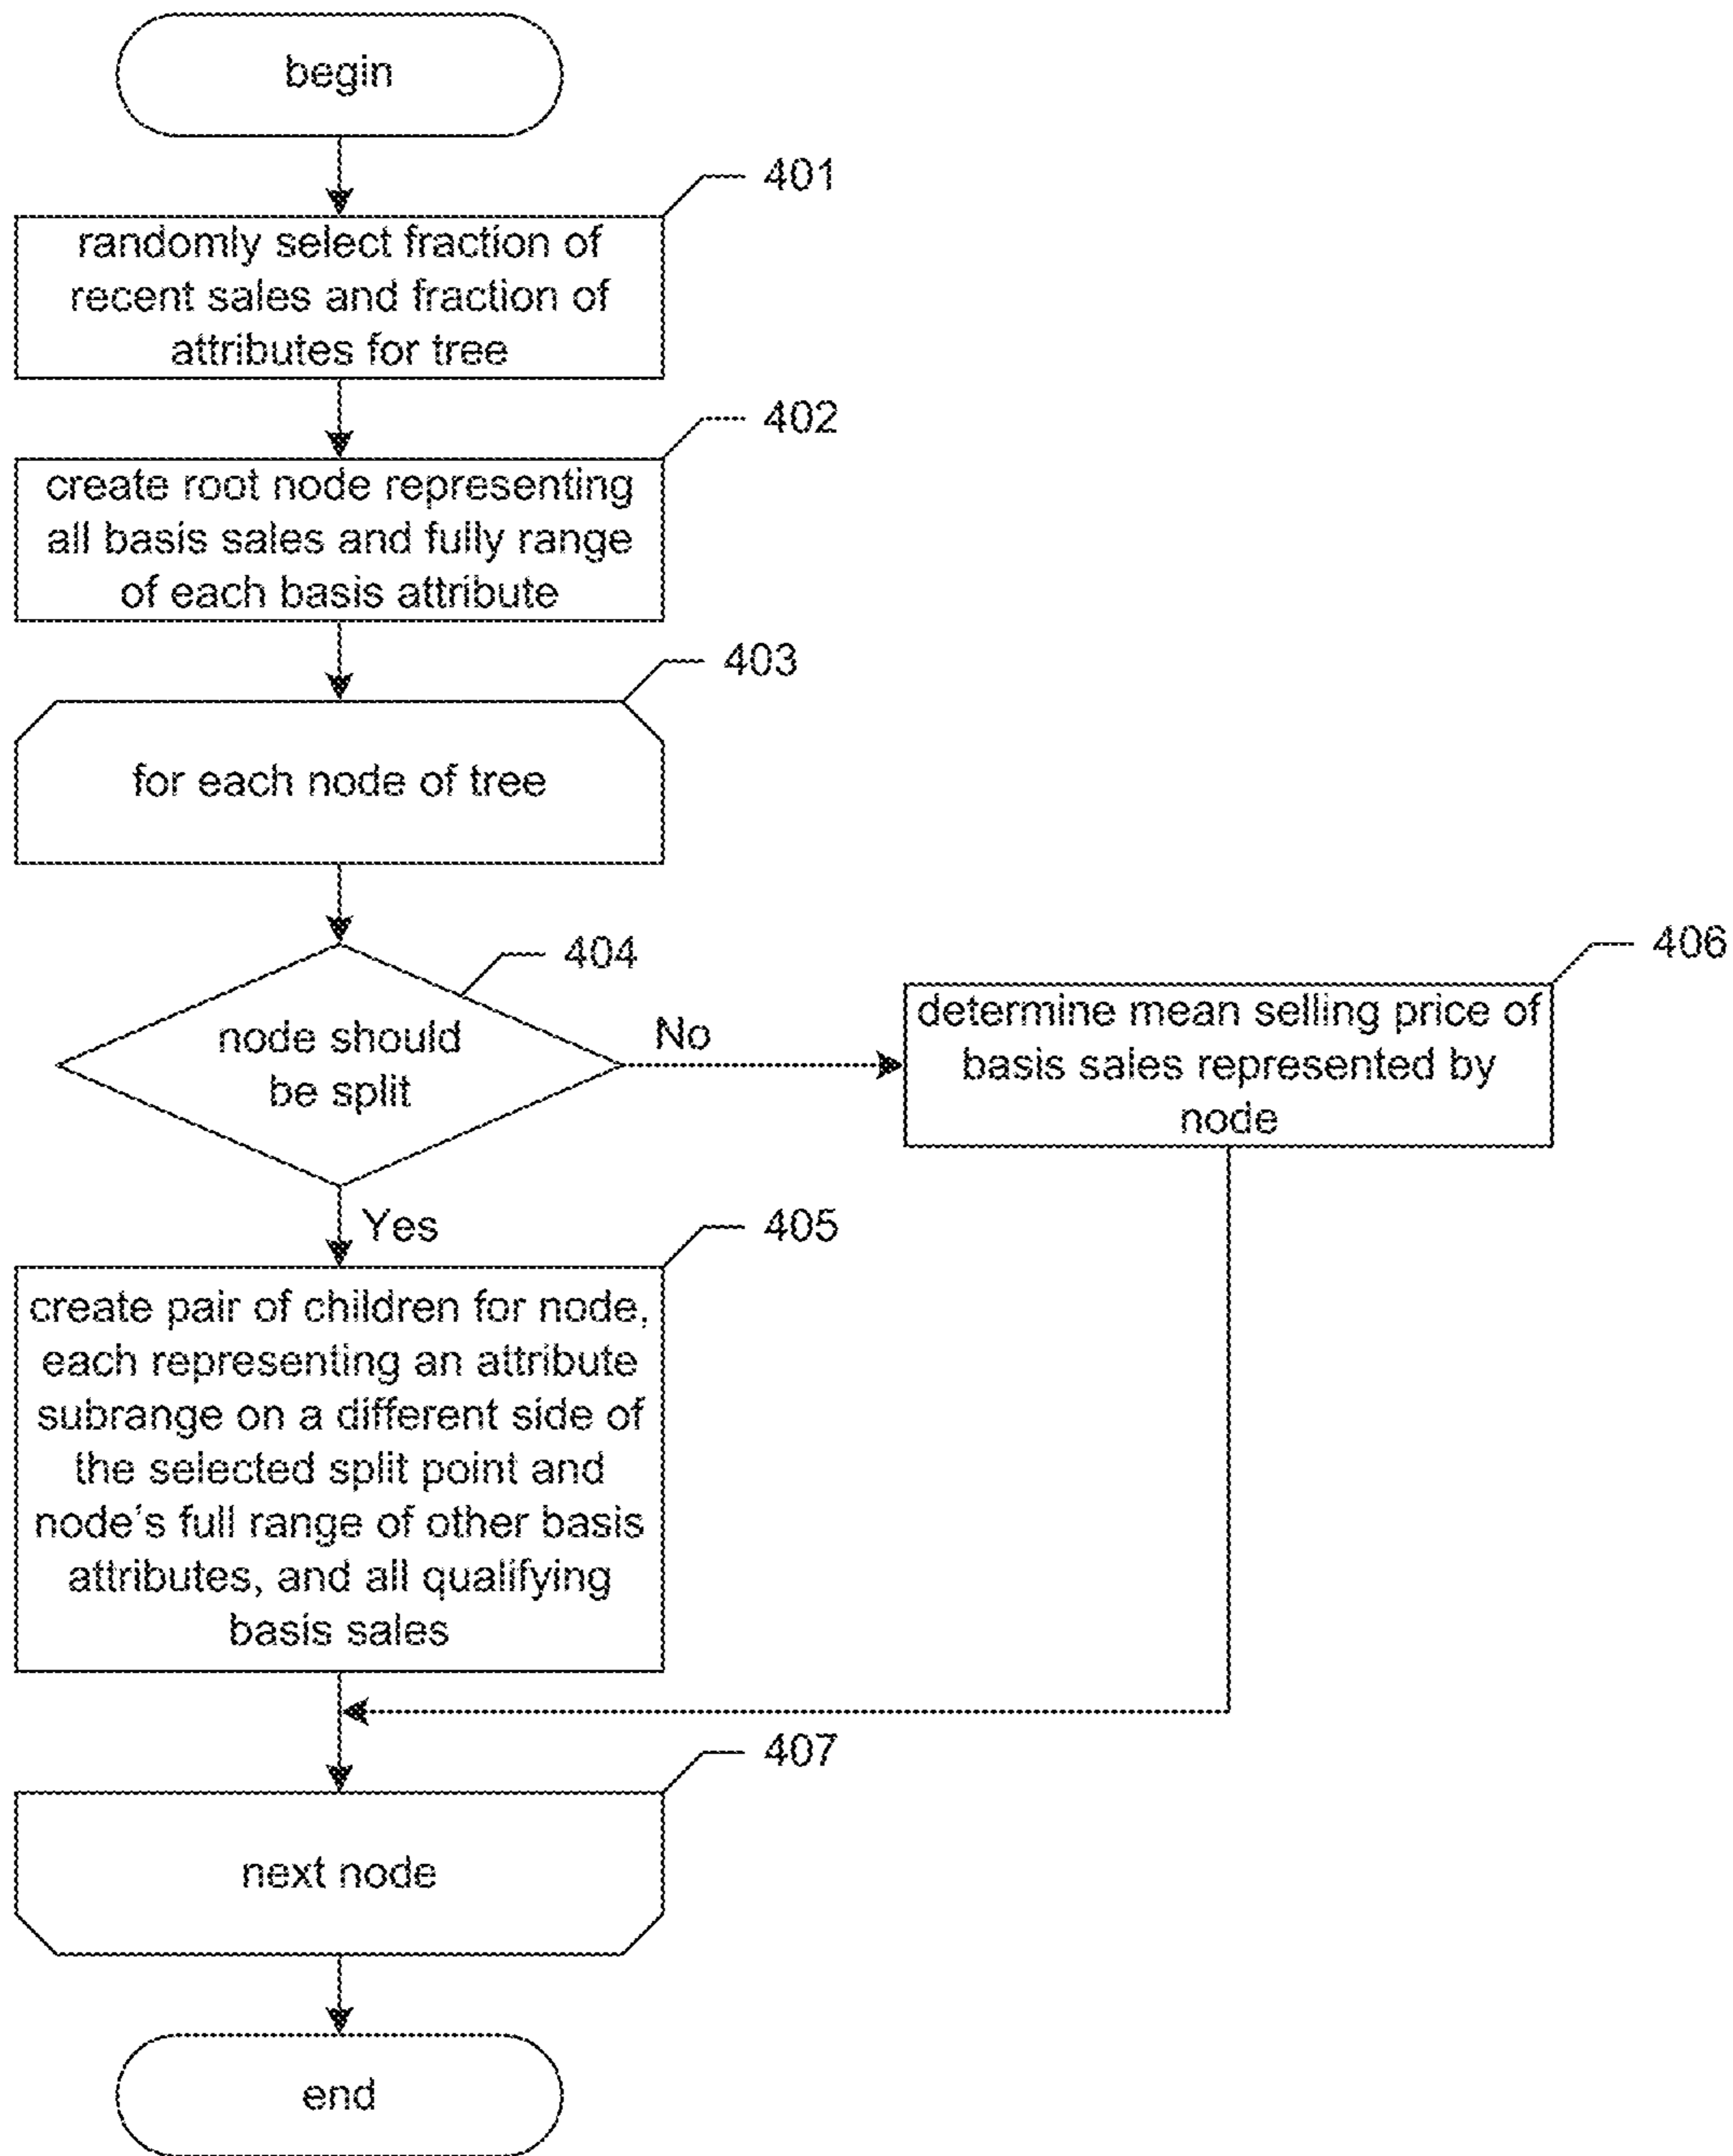 begin
401
randomly select fraction of
recent sales and fraction of
attributes for tree
402
create root node representing
all basis sales and fully range
of each basis attribute
403
for each node of tree
404
node should
be split
No
406
determine mean selling price of
basis sales represented by
node
Yes
405
create pair of children for node,
each representing an attribute
subrange on a different side of
the selected split point and
node's full range of other basis
attributes, and all qualifying
basis sales
407
next node
end